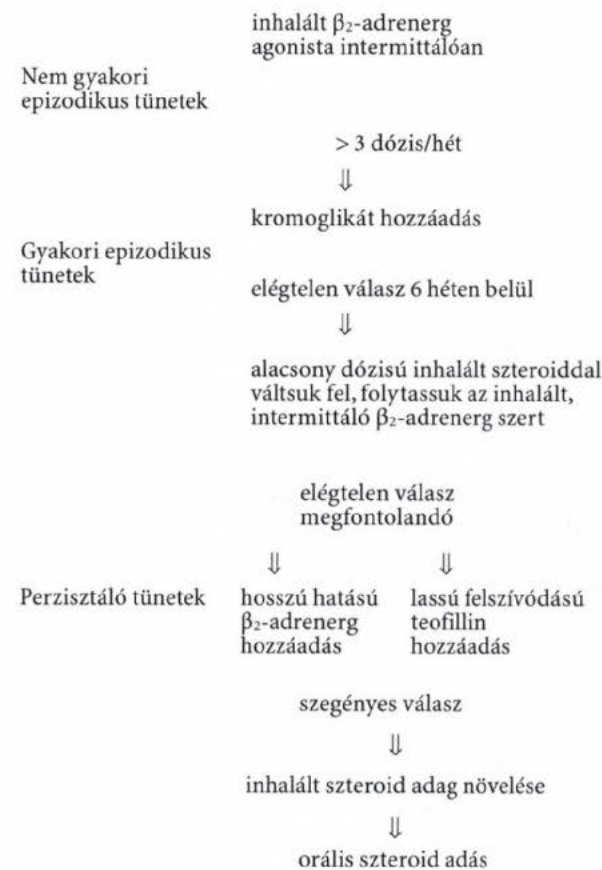 inhalált β₂-adrenerg
agonista intermittálóan
Nem gyakori
epizodikus tünetek
> 3 dózis/hét
⇓
kromoglikát hozzáadás
Gyakori epizodikus
tünetek
elégtelen válasz 6 héten belül
⇓
alacsony dózisú inhalált szteroiddal
váltsuk fel, folytassuk az inhalált,
intermittáló β₂-adrenerg szert
elégtelen válasz
megfontolandó
⇓ ⇓
Perzisztáló tünetek hosszú hatású lassú felszívódású
β₂-adrenerg teofillin
hozzáadás hozzáadás
szegényes válasz
⇓
inhalált szteroid adag növelése
⇓
orális szteroid adás